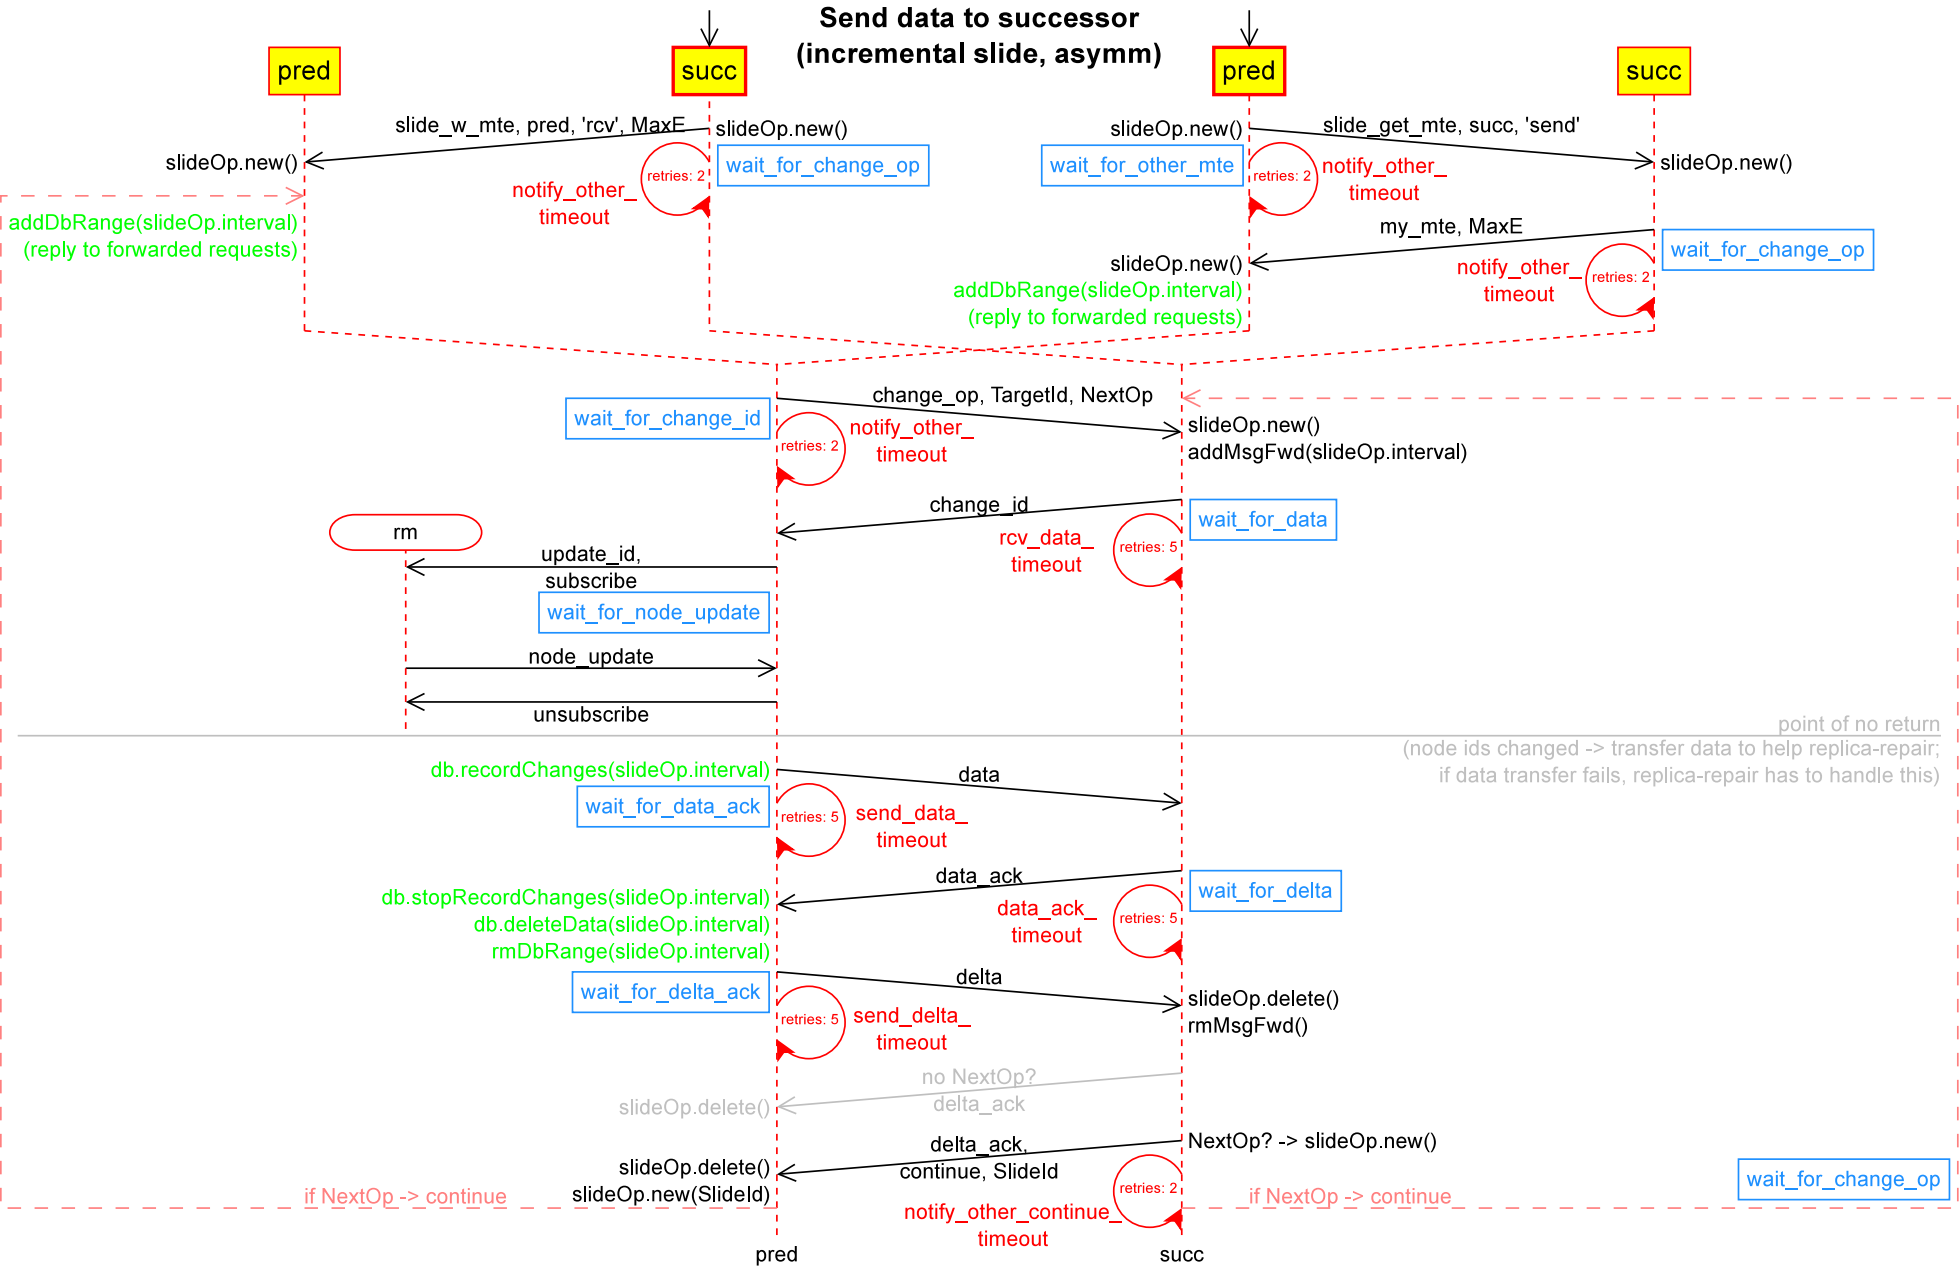 Send data to successor
(incremental slide, asymm)
pred
succ
pred
succ
slide_w_mte, pred, 'rcv', MaxE
slideOp.new()
slideOp.new()
slide_get_mte, succ, 'send'
slideOp.new()
wait_for_change_op
wait_for_other_mte
slideOp.new()
retries: 2
notify_other_
timeout
retries: 2
notify_other_
timeout
addDbRange(slideOp.interval)
(reply to forwarded requests)
my_mte, MaxE
wait_for_change_op
slideOp.new()
addDbRange(slideOp.interval)
(reply to forwarded requests)
notify_other_
timeout
retries: 2
change_op, TargetId, NextOp
wait_for_change_id
retries: 2
notify_other_
timeout
slideOp.new()
addMsgFwd(slideOp.interval)
change_id
wait_for_data
rm
rcv_data_
timeout
retries: 5
update_id,
subscribe
wait_for_node_update
node_update
unsubscribe
point of no return
(node ids changed -> transfer data to help replica-repair;
if data transfer fails, replica-repair has to handle this)
db.recordChanges(slideOp.interval)
data
wait_for_data_ack
retries: 5
send_data_
timeout
data_ack
wait_for_delta
db.stopRecordChanges(slideOp.interval)
db.deleteData(slideOp.interval)
rmDbRange(slideOp.interval)
data_ack_
timeout
retries: 5
delta
wait_for_delta_ack
slideOp.delete()
rmMsgFwd()
retries: 5
send_delta_
timeout
no NextOp?
delta_ack
slideOp.delete()
delta_ack,
continue, SlideId
NextOp? -> slideOp.new()
slideOp.delete()
slideOp.new(SlideId)
wait_for_change_op
retries: 2
if NextOp -> continue
if NextOp -> continue
notify_other_continue_
timeout
pred
succ